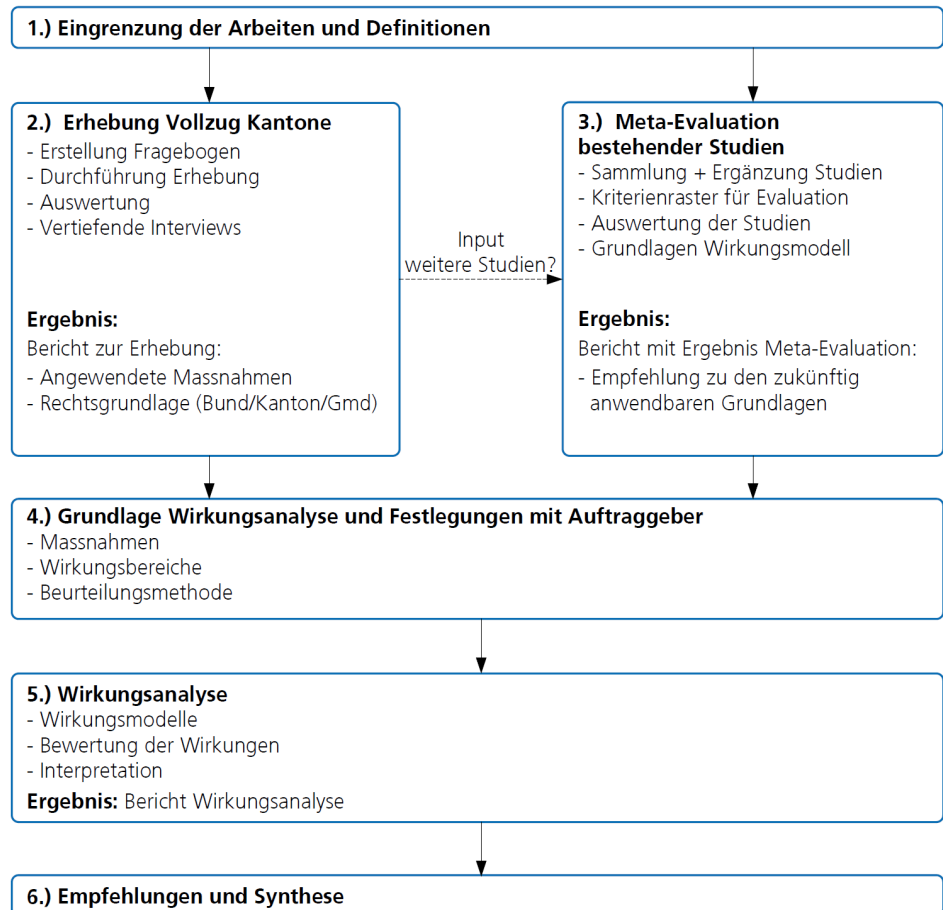 1.) Eingrenzung der Arbeiten und Definitionen
2.) Erhebung Vollzug Kantone
- Erstellung Fragebogen
- Durchführung Erhebung
- Auswertung
- Vertiefende Interviews
Ergebnis:
Bericht zur Erhebung:
- Angewendete Massnahmen
- Rechtsgrundlage (Bund/Kanton/Gmd)
Input
weitere Studien?
3.) Meta-Evaluation
bestehender Studien
- Sammlung + Ergänzung Studien
- Kriterienraster für Evaluation
- Auswertung der Studien
- Grundlagen Wirkungsmodell
Ergebnis:
Bericht mit Ergebnis Meta-Evaluation:
- Empfehlung zu den zukünftig
anwendbaren Grundlagen
4.) Grundlage Wirkungsanalyse und Festlegungen mit Auftraggeber
- Massnahmen
- Wirkungsbereiche
- Beurteilungsmethode
5.) Wirkungsanalyse
- Wirkungsmodelle
- Bewertung der Wirkungen
- Interpretation
Ergebnis: Bericht Wirkungsanalyse
6.) Empfehlungen und Synthese